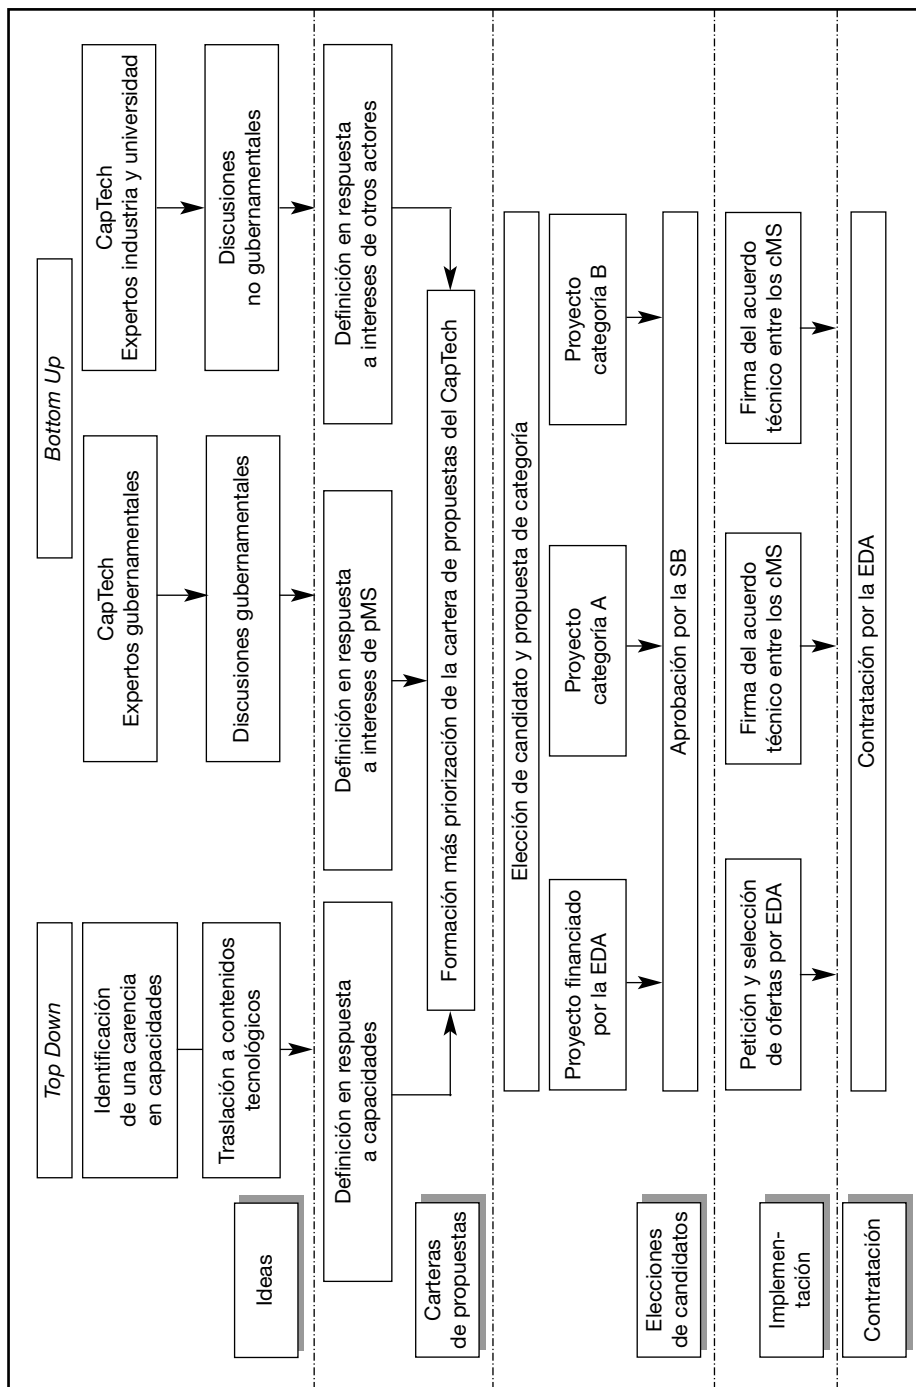 Top Down
Bottom Up
Identificación
de una carencia
en capacidades
CapTech
Expertos gubernamentales
CapTech
Expertos industria y universidad
Ideas
Traslación a contenidos
tecnológicos
Discusiones gubernamentales
Discusiones
no gubernamentales
Definición en respuesta
a capacidades
Definición en respuesta
a intereses de pMS
Definición en respuesta
a intereses de otros actores
Carteras
de propuestas
Formación más priorización de la cartera de propuestas del CapTech
Elección de candidato y propuesta de categoría
Proyecto financiado
por la EDA
Proyecto
categoría A
Proyecto
categoría B
Elecciones
de candidatos
Aprobación por la SB
Implemen-
tación
Petición y selección
de ofertas por EDA
Firma del acuerdo
técnico entre los cMS
Firma del acuerdo
técnico entre los cMS
Contratación
Contratación por la EDA